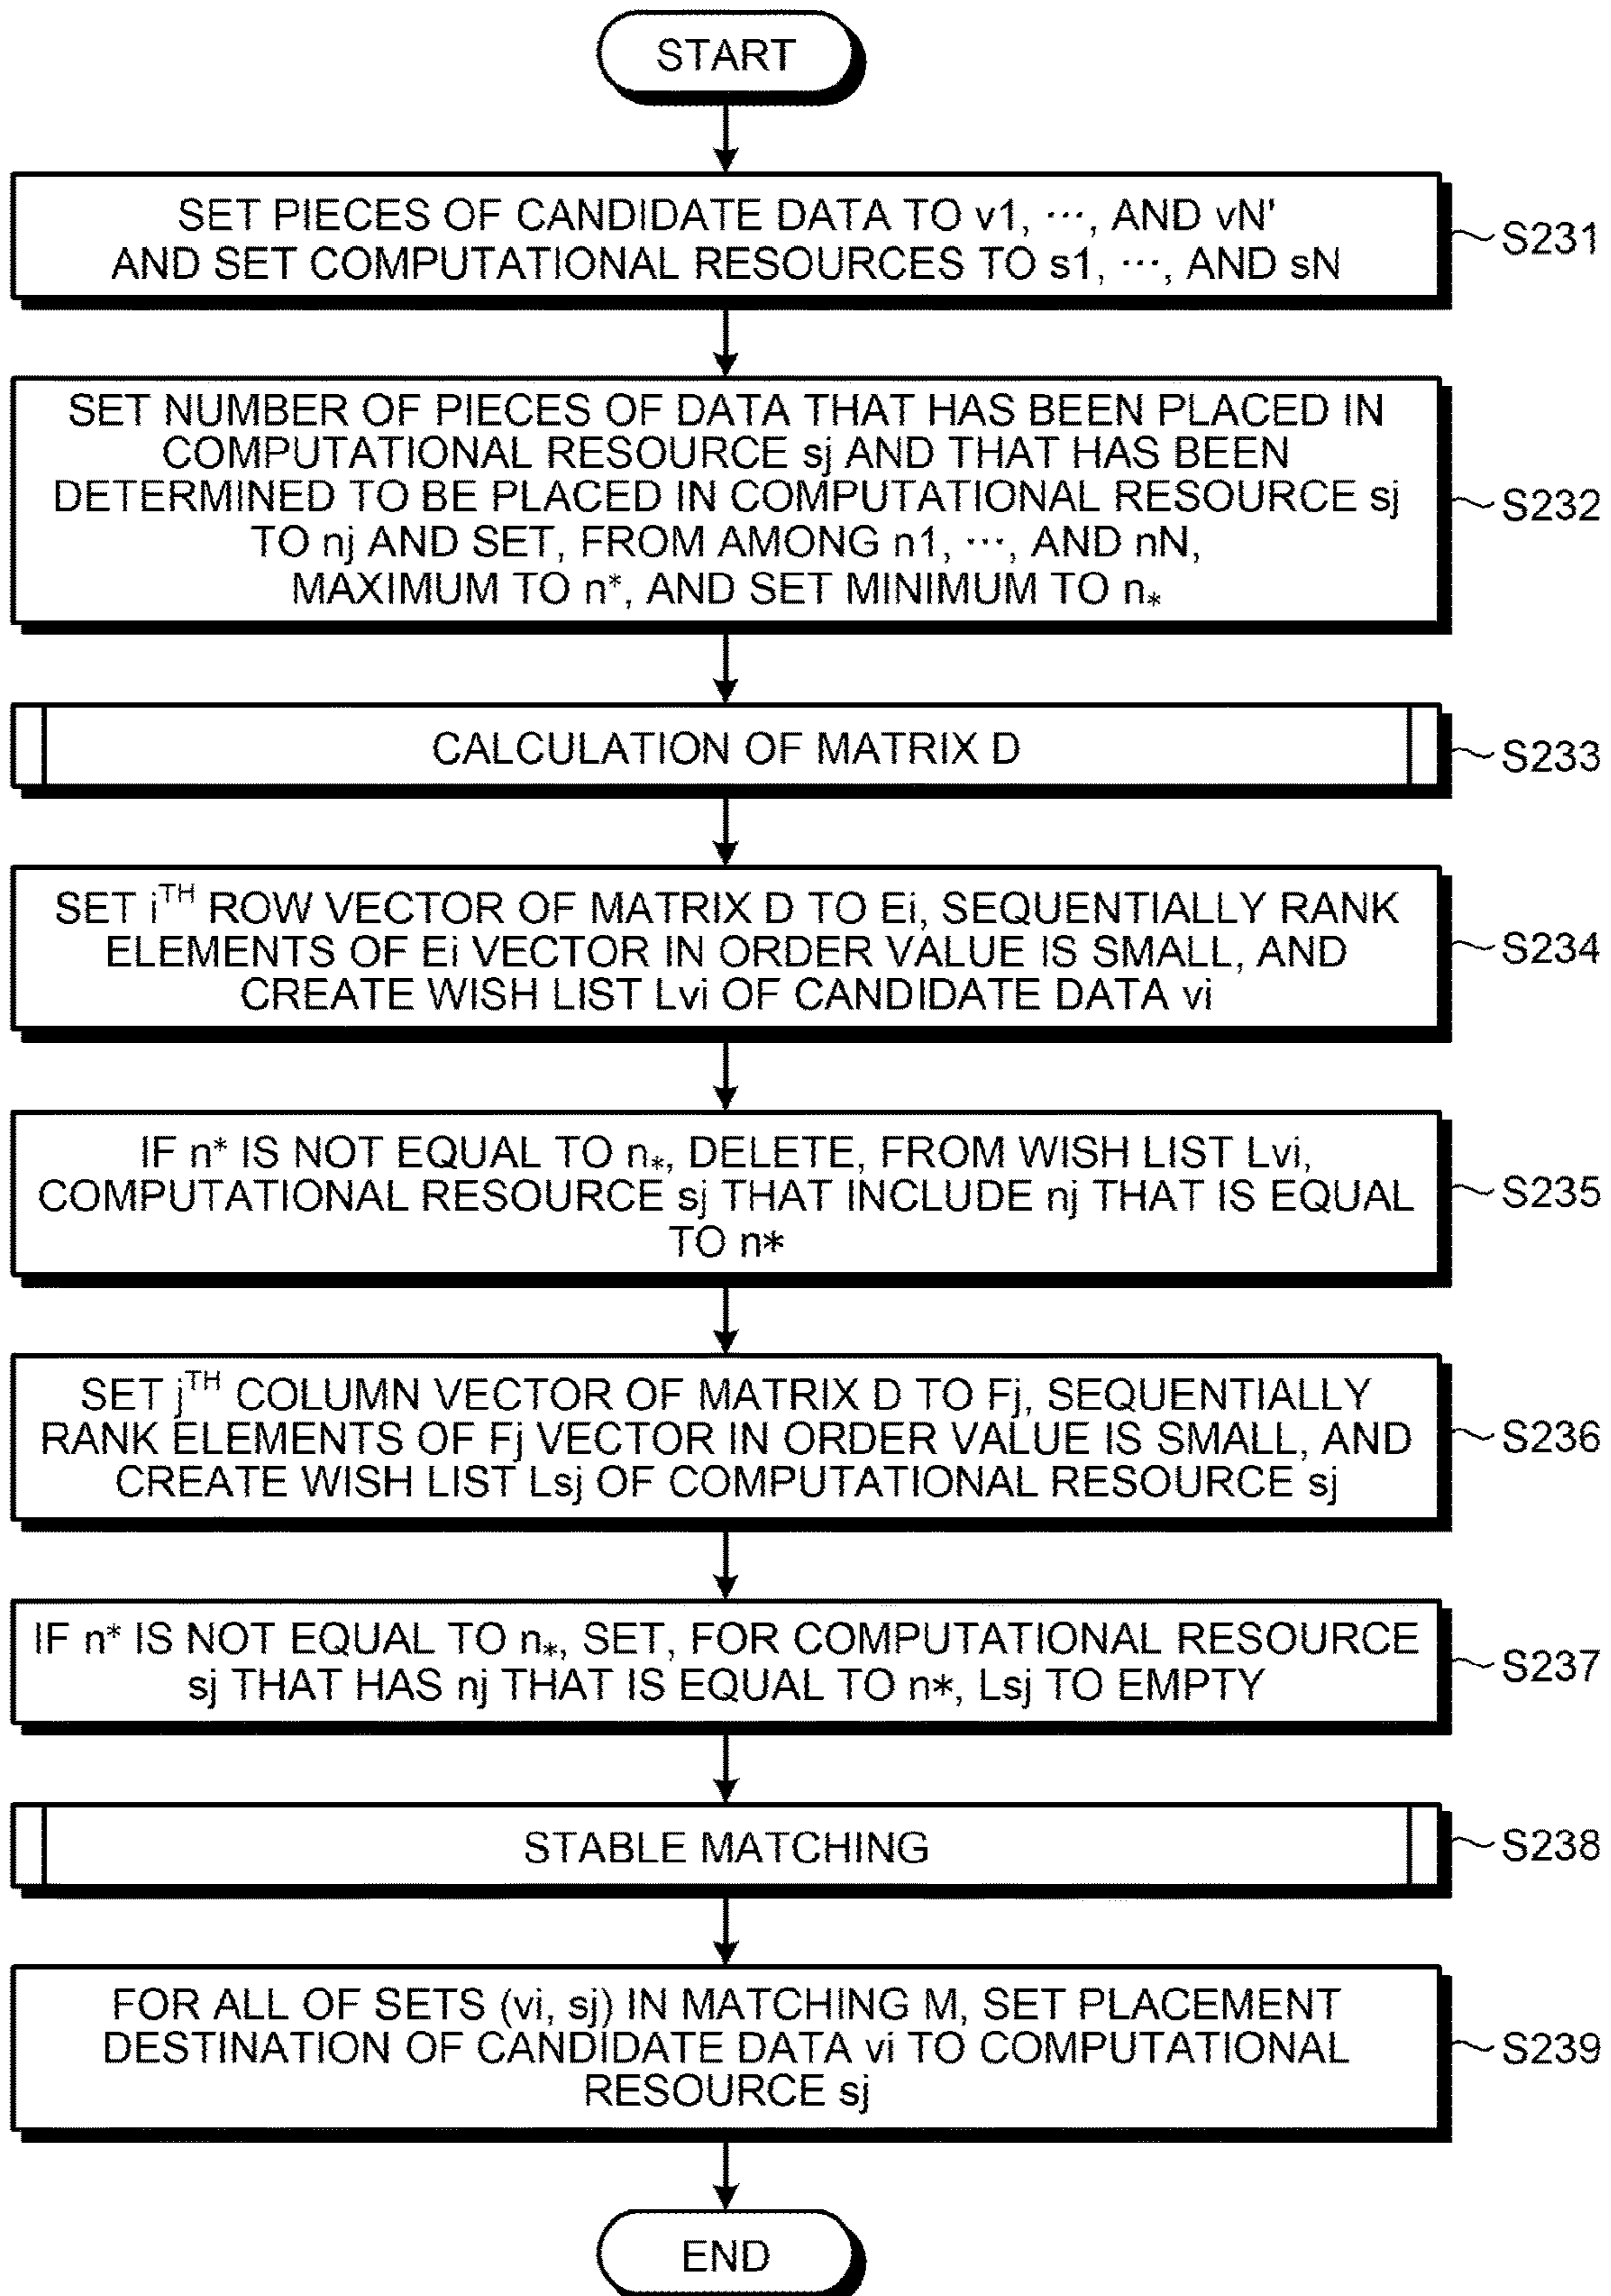 START
SET PIECES OF CANDIDATE DATA TO v1, ···, AND vN'
AND SET COMPUTATIONAL RESOURCES TO s1, ···, AND sN
S231
SET NUMBER OF PIECES OF DATA THAT HAS BEEN PLACED IN
COMPUTATIONAL RESOURCE sj AND THAT HAS BEEN
DETERMINED TO BE PLACED IN COMPUTATIONAL RESOURCE sj
TO nj AND SET, FROM AMONG n1, ···, AND nN,
MAXIMUM TO n*, AND SET MINIMUM TO n*
S232
CALCULATION OF MATRIX D
S233
SET iTH ROW VECTOR OF MATRIX D TO Ei, SEQUENTIALLY RANK
ELEMENTS OF Ei VECTOR IN ORDER VALUE IS SMALL, AND
CREATE WISH LIST Lvi OF CANDIDATE DATA vi
S234
IF n* IS NOT EQUAL TO n*, DELETE, FROM WISH LIST Lvi,
COMPUTATIONAL RESOURCE sj THAT INCLUDE nj THAT IS EQUAL
TO n*
S235
SET jTH COLUMN VECTOR OF MATRIX D TO Fj, SEQUENTIALLY
RANK ELEMENTS OF Fj VECTOR IN ORDER VALUE IS SMALL, AND
CREATE WISH LIST Lsj OF COMPUTATIONAL RESOURCE sj
S236
IF n* IS NOT EQUAL TO n*, SET, FOR COMPUTATIONAL RESOURCE
sj THAT HAS nj THAT IS EQUAL TO n*, Lsj TO EMPTY
S237
STABLE MATCHING
S238
FOR ALL OF SETS (vi, sj) IN MATCHING M, SET PLACEMENT
DESTINATION OF CANDIDATE DATA vi TO COMPUTATIONAL
RESOURCE sj
S239
END